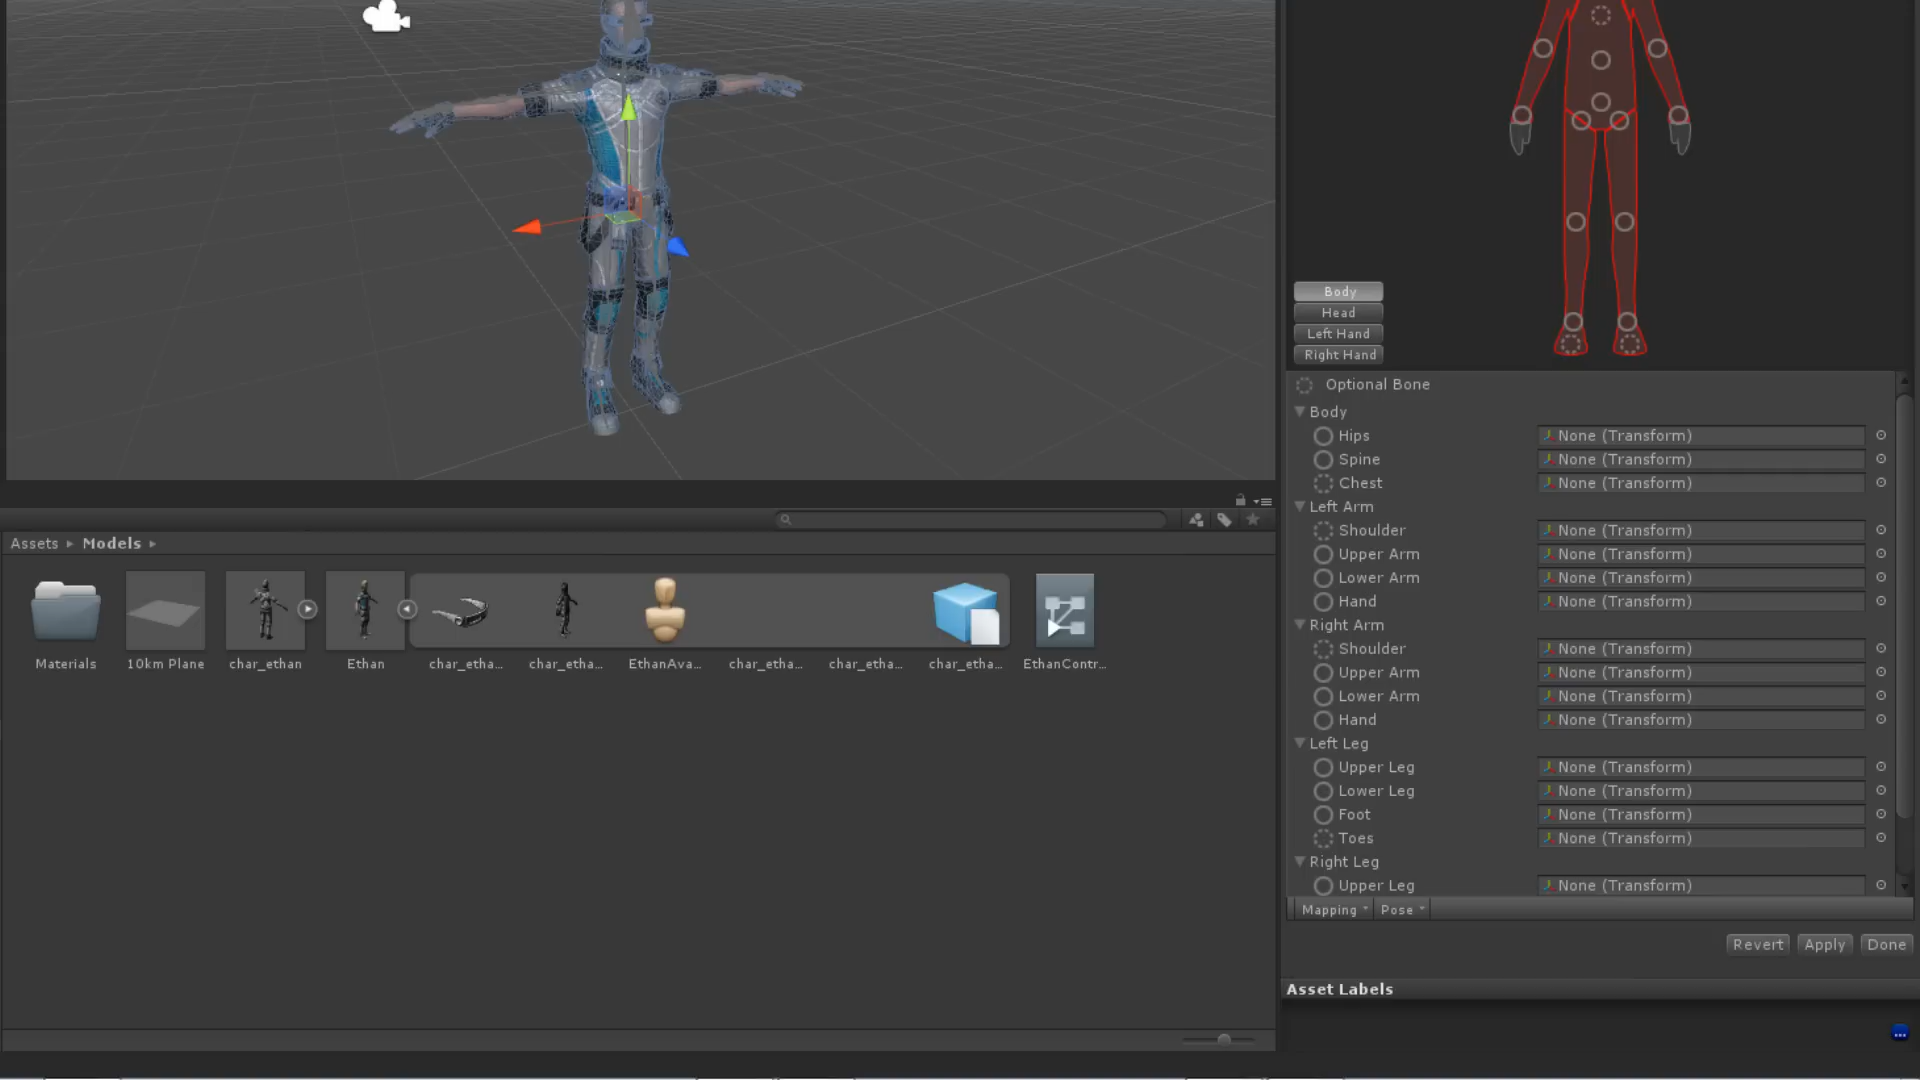 Body
Head
Left Hand
Right Hand
Optional Bone
Body
Hips None (Transform)
Spine None (Transform)
Chest None (Transform)
Left Arm
Shoulder None (Transform)
Upper Arm None (Transform)
Lower Arm None (Transform)
Hand None (Transform)
Right Arm
Shoulder None (Transform)
Upper Arm None (Transform)
Lower Arm None (Transform)
Hand None (Transform)
Left Leg
Upper Leg None (Transform)
Lower Leg None (Transform)
Foot None (Transform)
Toes None (Transform)
Right Leg
Upper Leg None (Transform)
Mapping Pose
Revert Apply Done
Asset Labels
Assets Models
Materials 10km Plane char_ethan Ethan char_etha... char_etha... EthanAva... char_etha... char_etha... char_etha... EthanContr...